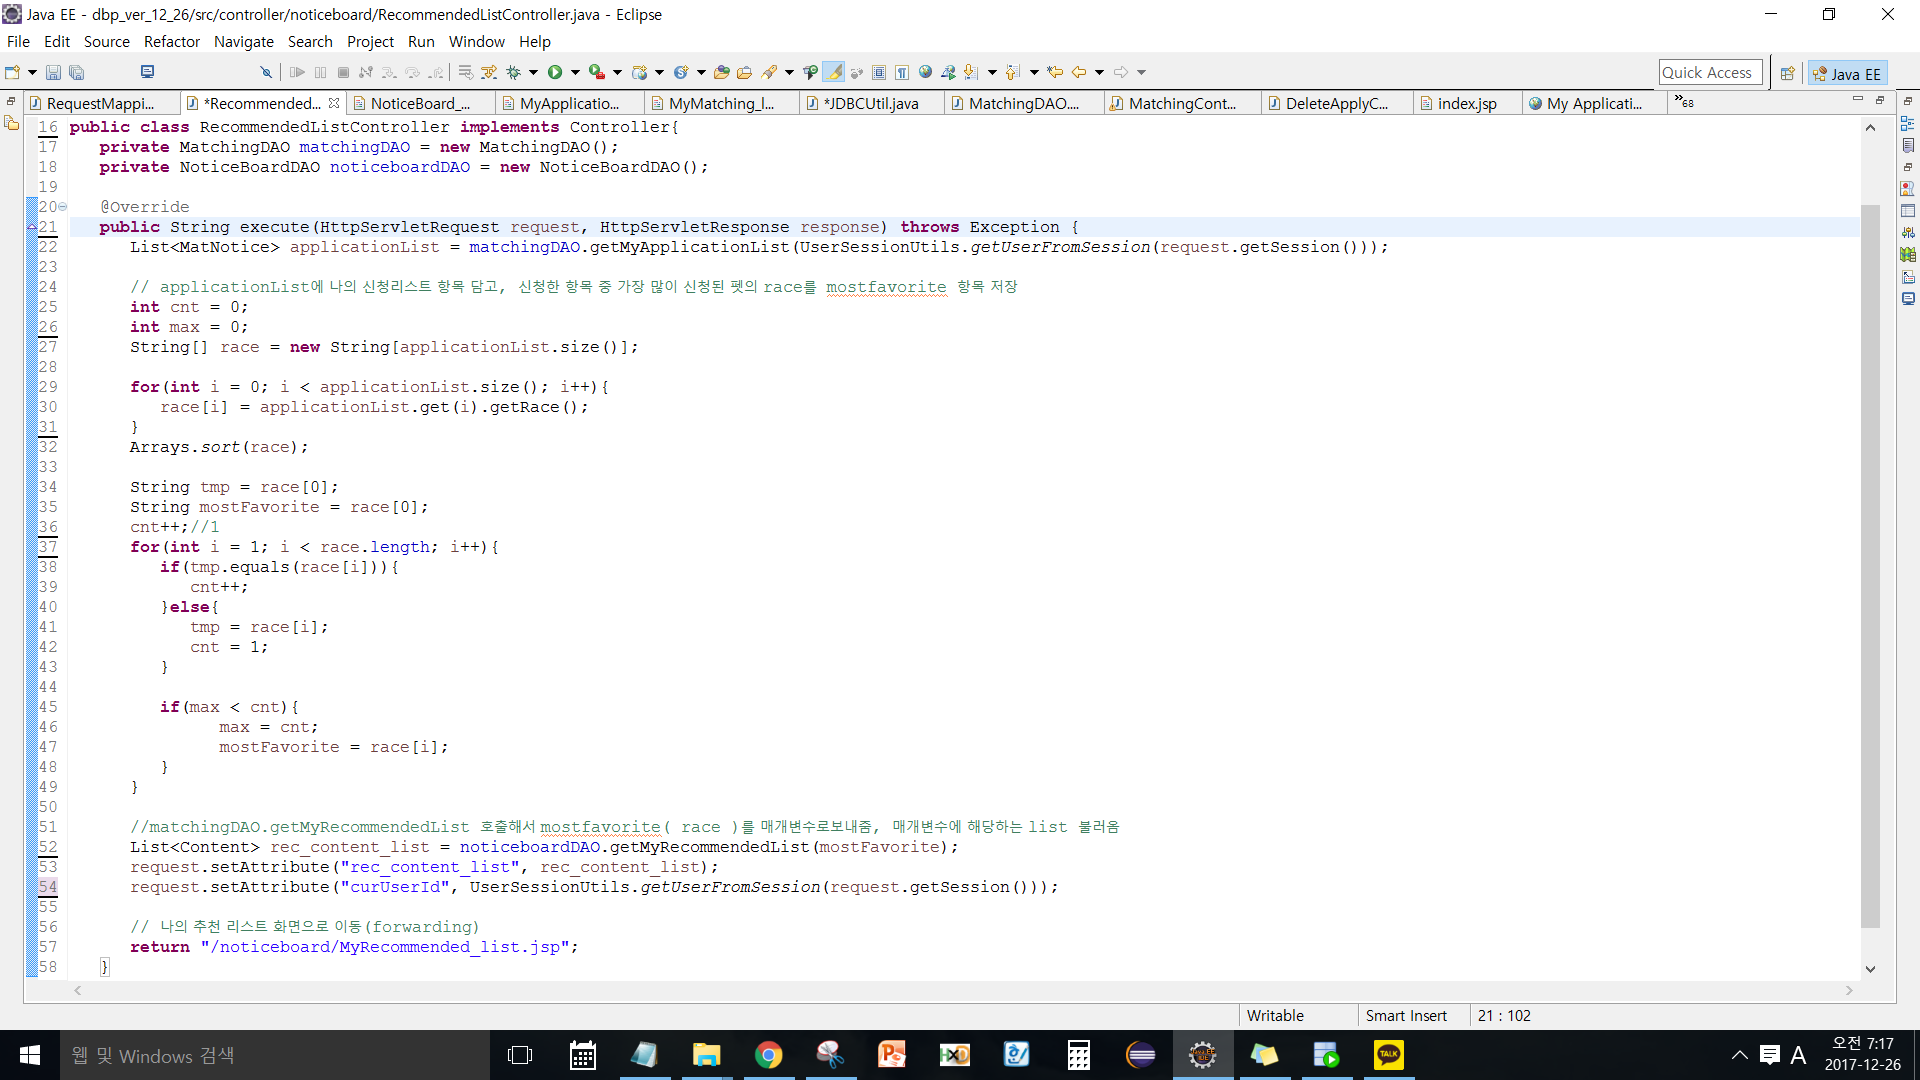 Java EE - dbp_ver_12_26/src/controller/noticeboard/RecommendedListController.java - Eclipse
File Edit Source Refactor Navigate Search Project Run Window Help
Quick Access Java EE
RequestMappi... *Recommended... NoticeBoard_... MyApplicatio... MyMatching_l... *JDBCUtil.java MatchingDAO.... MatchingCont... DeleteApplyC... index.jsp My Applicati... »68
16 public class RecommendedListController implements Controller{
17 private MatchingDAO matchingDAO = new MatchingDAO();
18 private NoticeBoardDAO noticeboardDAO = new NoticeBoardDAO();
19
20 @Override
21 public String execute(HttpServletRequest request, HttpServletResponse response) throws Exception {
22 List<MatNotice> applicationList = matchingDAO.getMyApplicationList(UserSessionUtils.getUserFromSession(request.getSession()));
23
24 // applicationList에 나의 신청리스트 항목 담고, 신청한 항목 중 가장 많이 신청된 펫의 race를 mostfavorite 항목 저장
25 int cnt = 0;
26 int max = 0;
27 String[] race = new String[applicationList.size()];
28
29 for(int i = 0; i < applicationList.size(); i++){
30 race[i] = applicationList.get(i).getRace();
31 }
32 Arrays.sort(race);
33
34 String tmp = race[0];
35 String mostFavorite = race[0];
36 cnt++;//1
37 for(int i = 1; i < race.length; i++){
38 if(tmp.equals(race[i])){
39 cnt++;
40 }else{
41 tmp = race[i];
42 cnt = 1;
43 }
44
45 if(max < cnt){
46 max = cnt;
47 mostFavorite = race[i];
48 }
49 }
50
51 //matchingDAO.getMyRecommendedList 호출해서 mostfavorite( race )를 매개변수로보내줌, 매개변수에 해당하는 list 불러옴
52 List<Content> rec_content_list = noticeboardDAO.getMyRecommendedList(mostFavorite);
53 request.setAttribute("rec_content_list", rec_content_list);
54 request.setAttribute("curUserId", UserSessionUtils.getUserFromSession(request.getSession()));
55
56 // 나의 추천 리스트 화면으로 이동(forwarding)
57 return "/noticeboard/MyRecommended_list.jsp";
58 }
Writable Smart Insert 21 : 102
웹 및 Windows 검색
TALK
A
오전 7:17
2017-12-26